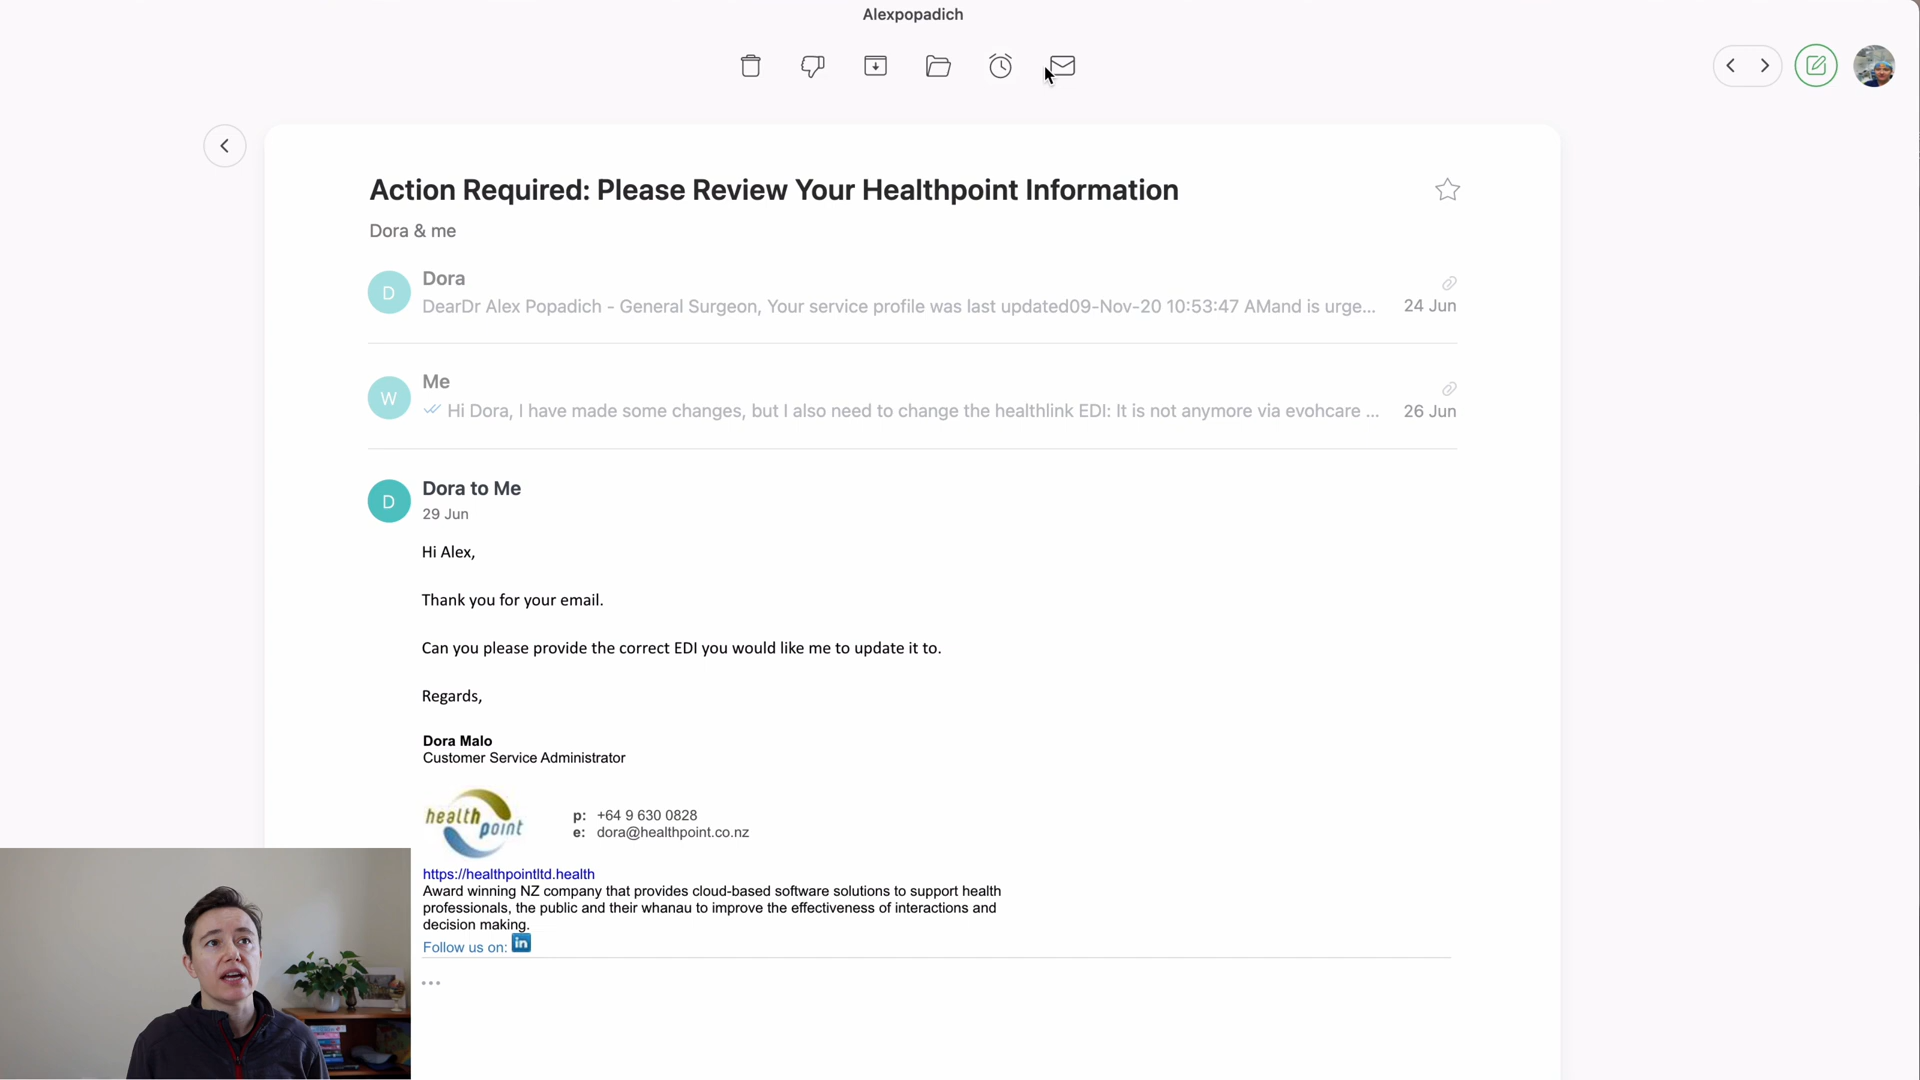 Alexpopadich
Action Required: Please Review Your Healthpoint Information
Dora & me
D
Dora
DearDr Alex Popadich - General Surgeon, Your service profile was last updated09-Nov-20 10:53:47 AMand is urge...
24 Jun
W
Me
Hi Dora, I have made some changes, but I also need to change the healthlink EDI: It is not anymore via evohcare ...
26 Jun
D
Dora to Me
29 Jun
Hi Alex,
Thank you for your email.
Can you please provide the correct EDI you would like me to update it to.
Regards,
Dora Malo
Customer Service Administrator
health
point
p: +64 9 630 0828
e: dora@healthpoint.co.nz
https://healthpointltd.health
Award winning NZ company that provides cloud-based software solutions to support health
professionals, the public and their whanau to improve the effectiveness of interactions and
decision making.
Follow us on: in